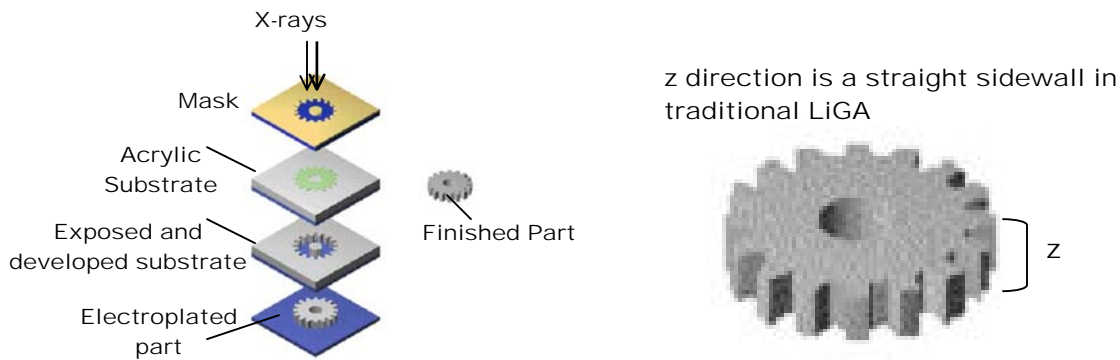 X-rays
Mask
Acrylic
Substrate
Exposed and
developed substrate
Electroplated
part
Finished Part
z direction is a straight sidewall in
traditional LiGA
z